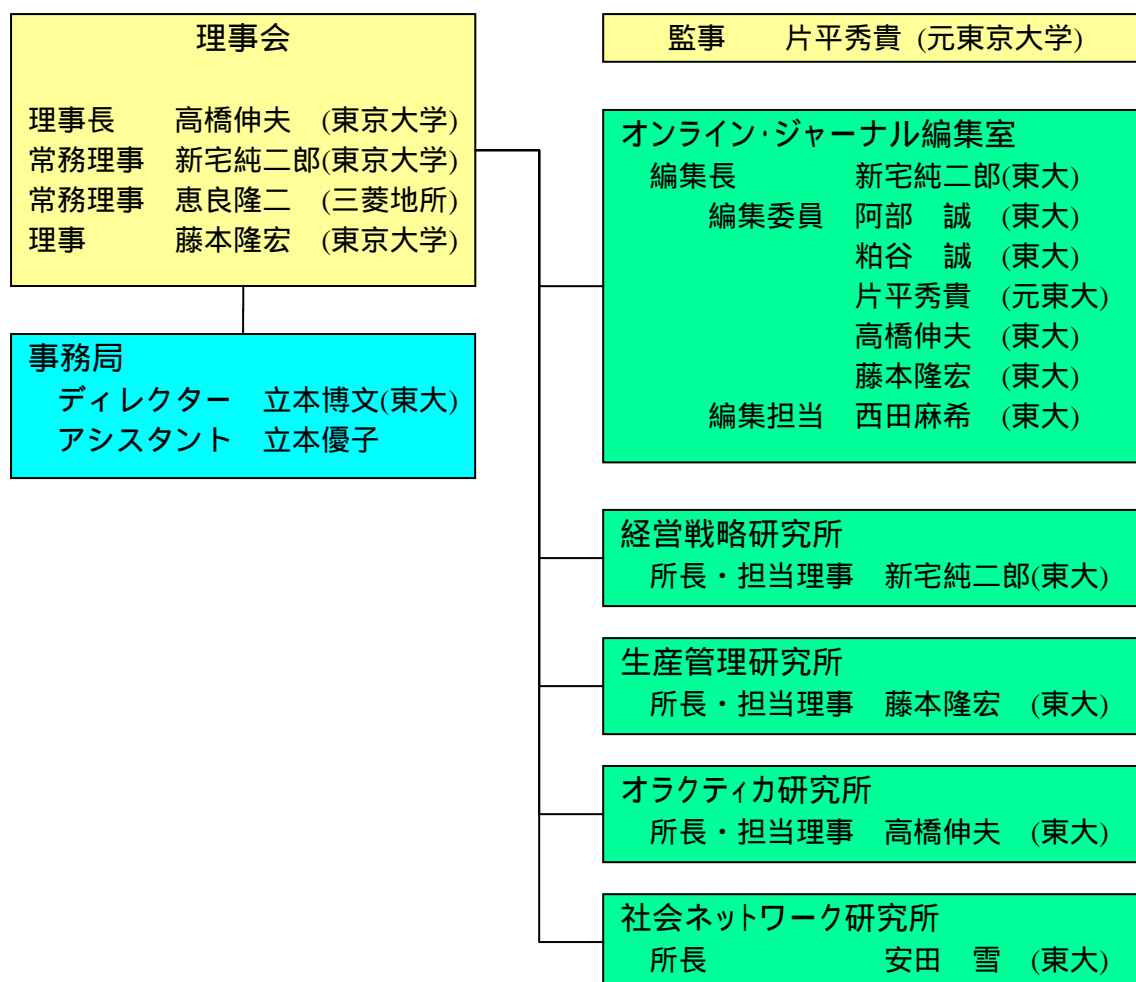 理事会
理事長 高橋伸夫 (東京大学)
常務理事 新宅純二郎(東京大学)
常務理事 恵良隆二 (三菱地所)
理事 藤本隆宏 (東京大学)
事務局
ディレクター 立本博文(東大)
アシスタント 立本優子
監事 片平秀貴 (元東京大学)
オンライン・ジャーナル編集室
編集長 新宅純二郎(東大)
編集委員 阿部 誠 (東大)
粕谷 誠 (東大)
片平秀貴 (元東大)
高橋伸夫 (東大)
藤本隆宏 (東大)
編集担当 西田麻希 (東大)
経営戦略研究所
所長・担当理事 新宅純二郎(東大)
生産管理研究所
所長・担当理事 藤本隆宏 (東大)
オラクティカ研究所
所長・担当理事 高橋伸夫 (東大)
社会ネットワーク研究所
所長 安田 雪 (東大)